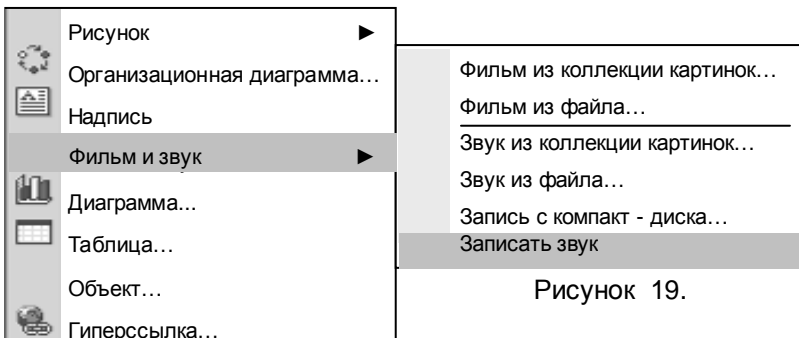 Рисунок ►
Организационная диаграмма…
Надпись
Фильм и звук ►
Диаграмма...
Таблица…
Объект…
Гиперссылка…
Фильм из коллекции картинок…
Фильм из файла…
Звук из коллекции картинок…
Звук из файла…
Запись с компакт - диска…
Записать звук
Рисунок 19.